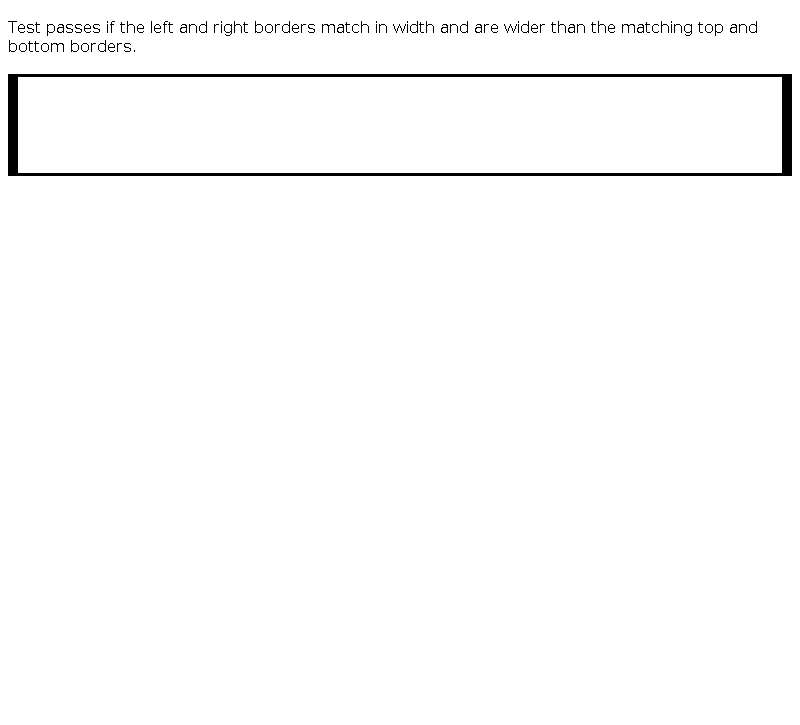 Test passes if the left and right borders match in width and are wider than the matching top and
bottom borders.